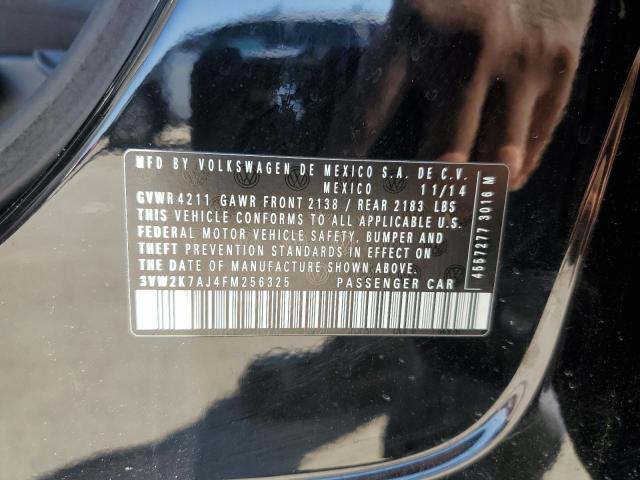 MFD BY VOLKSWAGEN DE MEXICO S.A. DE C.V.
MEXICO 11/14
GVWR 4211 GAWR FRONT 2138 / REAR 2183 LBS
THIS VEHICLE CONFORMS TO ALL APPLICABLE U.S.
FEDERAL MOTOR VEHICLE SAFETY, BUMPER AND
THEFT PREVENTION STANDARDS IN EFFECT ON
THE DATE OF MANUFACTURE SHOWN ABOVE.
3VW2K7AJ4FM256325 PASSENGER CAR
4557277 3016 M